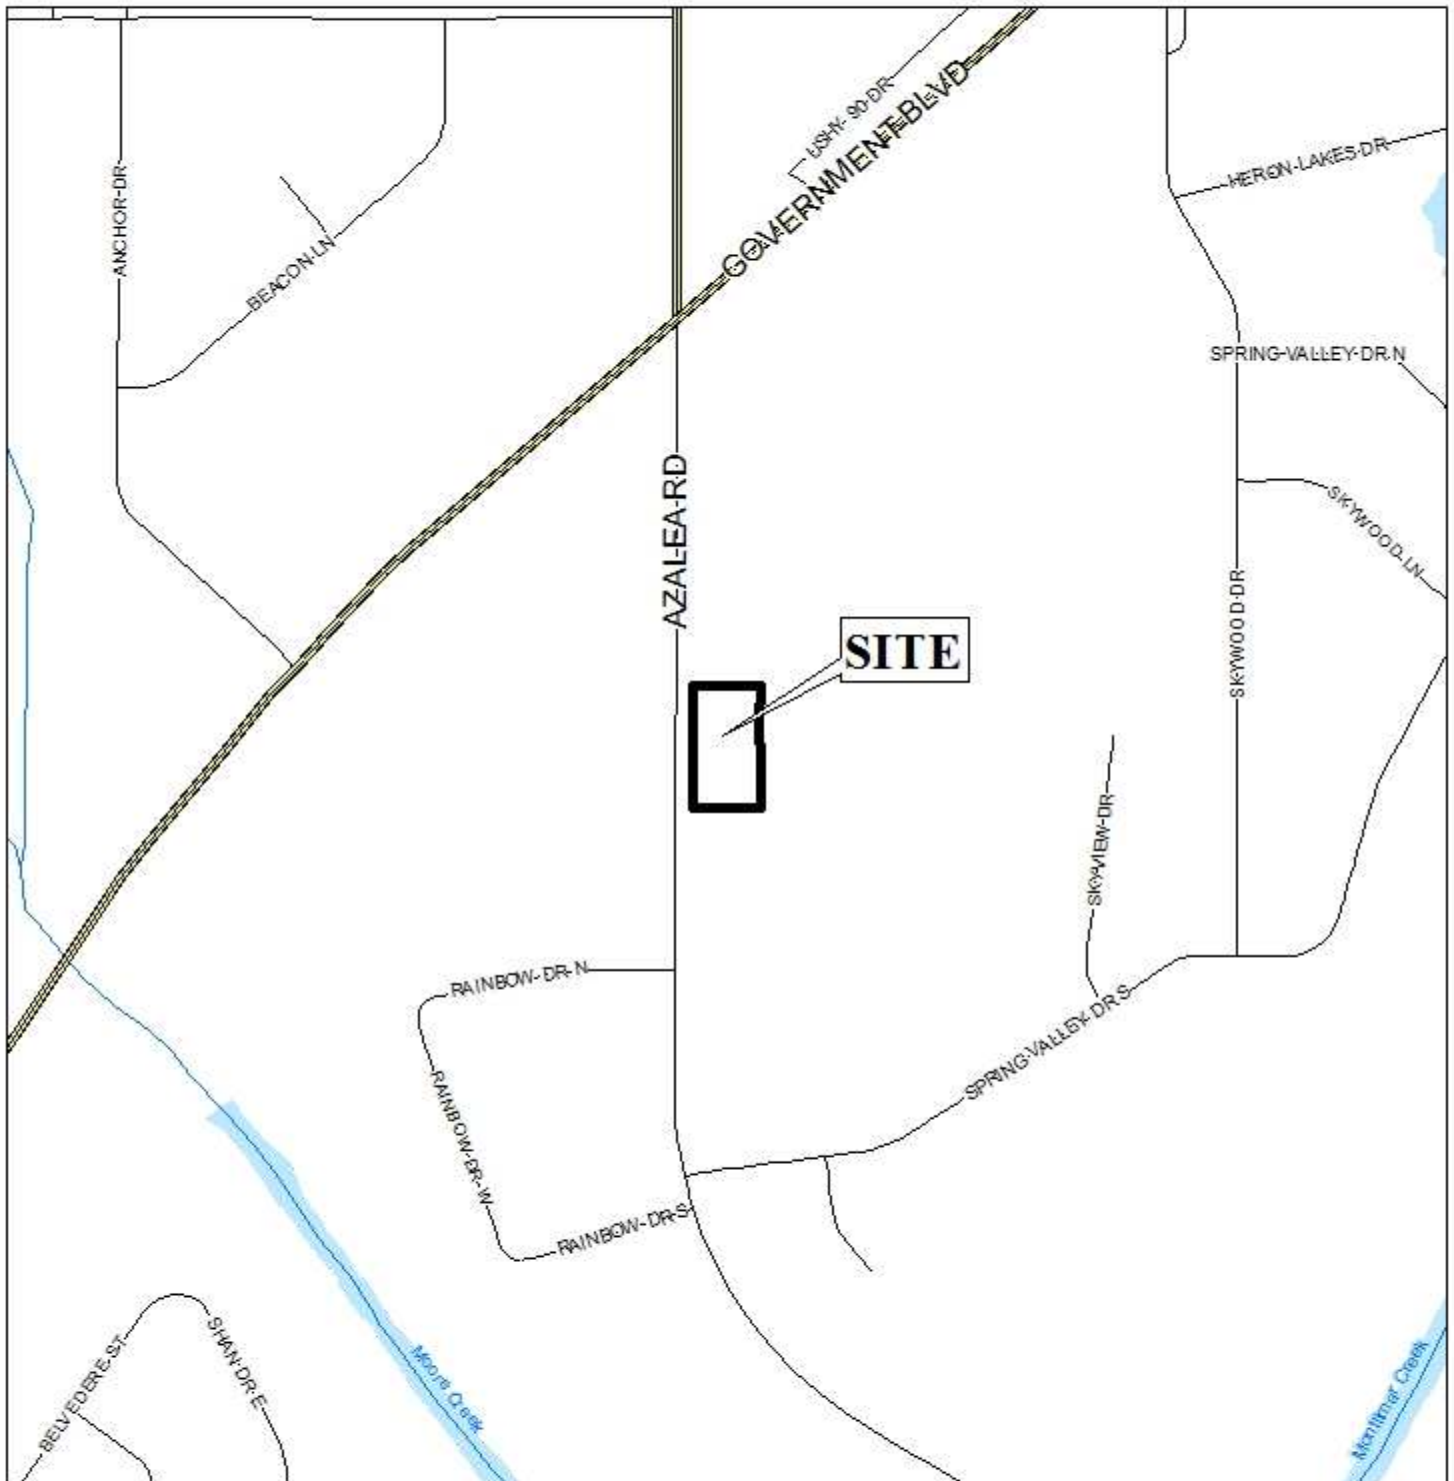 USHY- 90-DR
GOVERNMENT-BLVD
ANCHOR-DR
BEACON-LN
HERON-LAKES-DR
SPRING-VALLEY-DR-N
AZALEA-RD
SKYWOOD-LN
SKYWOOD-DR
SITE
SKYVIEW-DR
RAINBOW-DR-N
SPRING-VALLEY-DR-S
RAINBOW-DR-W
RAINBOW-DR-S
SHAN-DR-E
BELVEDERE-ST
Moore Creek
Montlimar Creek